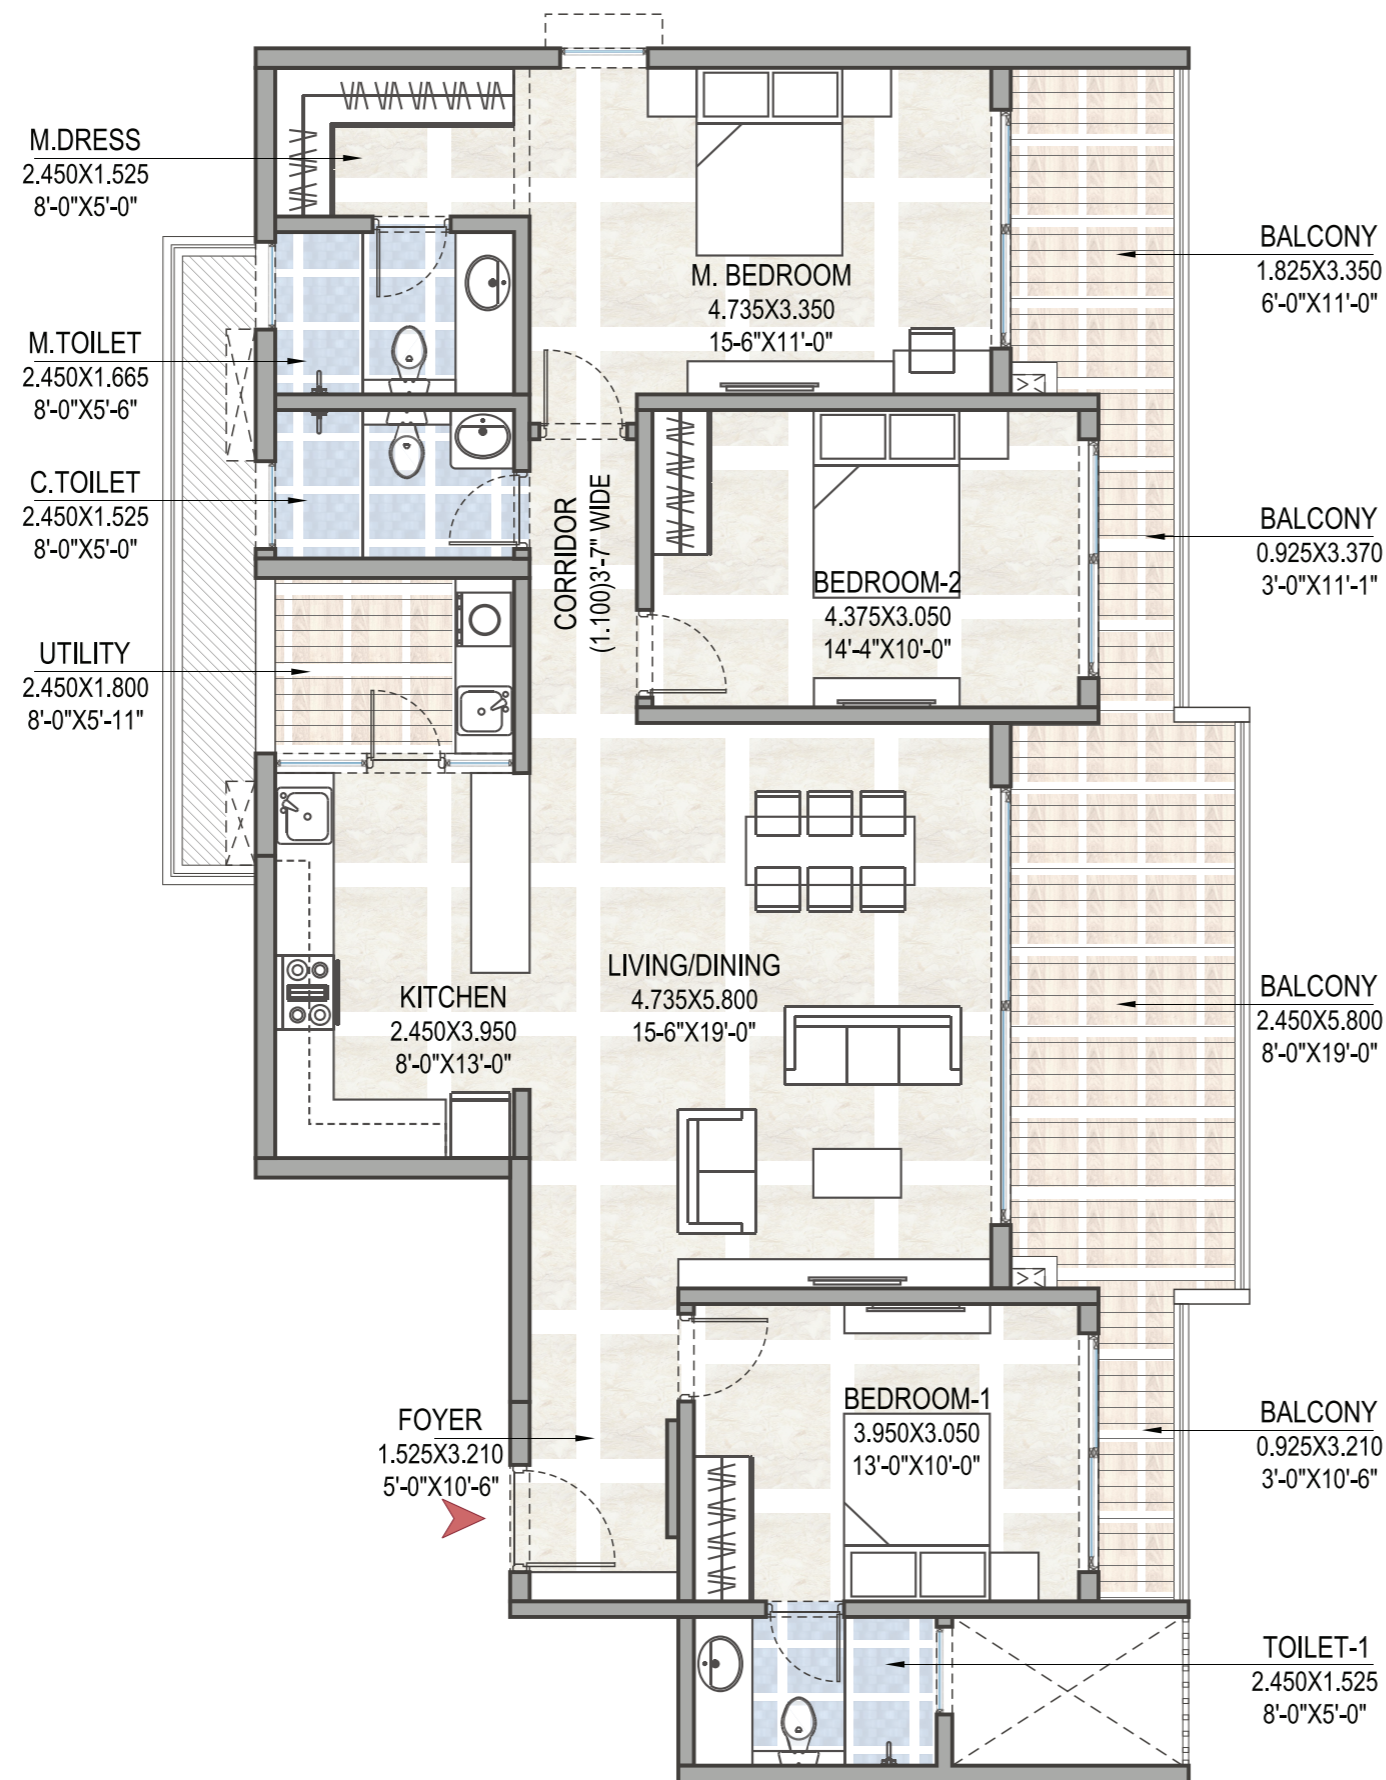 M.DRESS
2.450X1.525
8'-0"X5'-0"
M.TOILET
2.450X1.665
8'-0"X5'-6"
C.TOILET
2.450X1.525
8'-0"X5'-0"
UTILITY
2.450X1.800
8'-0"X5'-11"
M. BEDROOM
4.735X3.350
15-6"X11'-0"
BALCONY
1.825X3.350
6'-0"X11'-0"
CORRIDOR
(1.100)3'-7" WIDE
BEDROOM-2
4.375X3.050
14'-4"X10'-0"
BALCONY
0.925X3.370
3'-0"X11'-1"
KITCHEN
2.450X3.950
8'-0"X13'-0"
LIVING/DINING
4.735X5.800
15-6"X19'-0"
BALCONY
2.450X5.800
8'-0"X19'-0"
FOYER
1.525X3.210
5'-0"X10'-6"
BEDROOM-1
3.950X3.050
13'-0"X10'-0"
BALCONY
0.925X3.210
3'-0"X10'-6"
TOILET-1
2.450X1.525
8'-0"X5'-0"